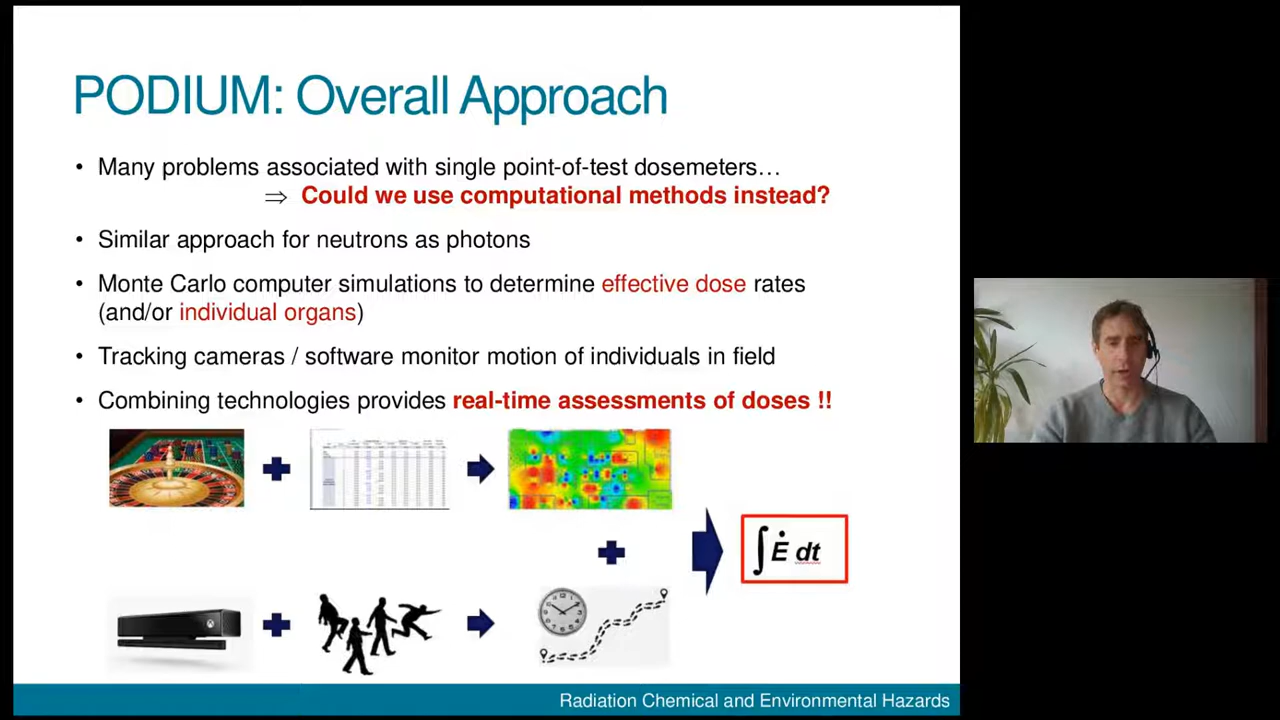 PODIUM: Overall Approach
• Many problems associated with single point-of-test dosemeters…
⇒ Could we use computational methods instead?
• Similar approach for neutrons as photons
• Monte Carlo computer simulations to determine effective dose rates
(and/or individual organs)
• Tracking cameras / software monitor motion of individuals in field
• Combining technologies provides real-time assessments of doses !!
∫ Ė dt
Radiation Chemical and Environmental Hazards